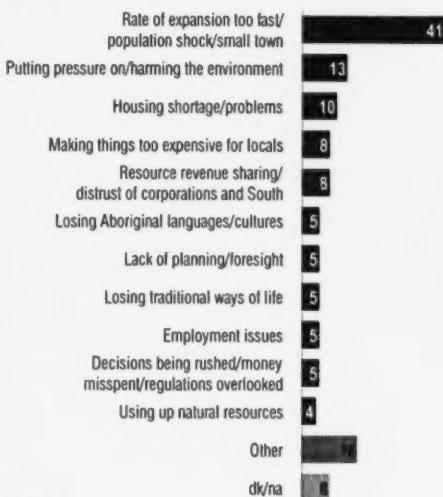 Rate of expansion too fast/
population shock/small town
41
Putting pressure on/harming the environment
13
Housing shortage/problems
10
Making things too expensive for locals
8
Resource revenue sharing/
distrust of corporations and South
8
Losing Aboriginal languages/cultures
5
Lack of planning/foresight
5
Losing traditional ways of life
5
Employment issues
5
Decisions being rushed/money
misspent/regulations overlooked
5
Using up natural resources
4
Other
dk/na
8